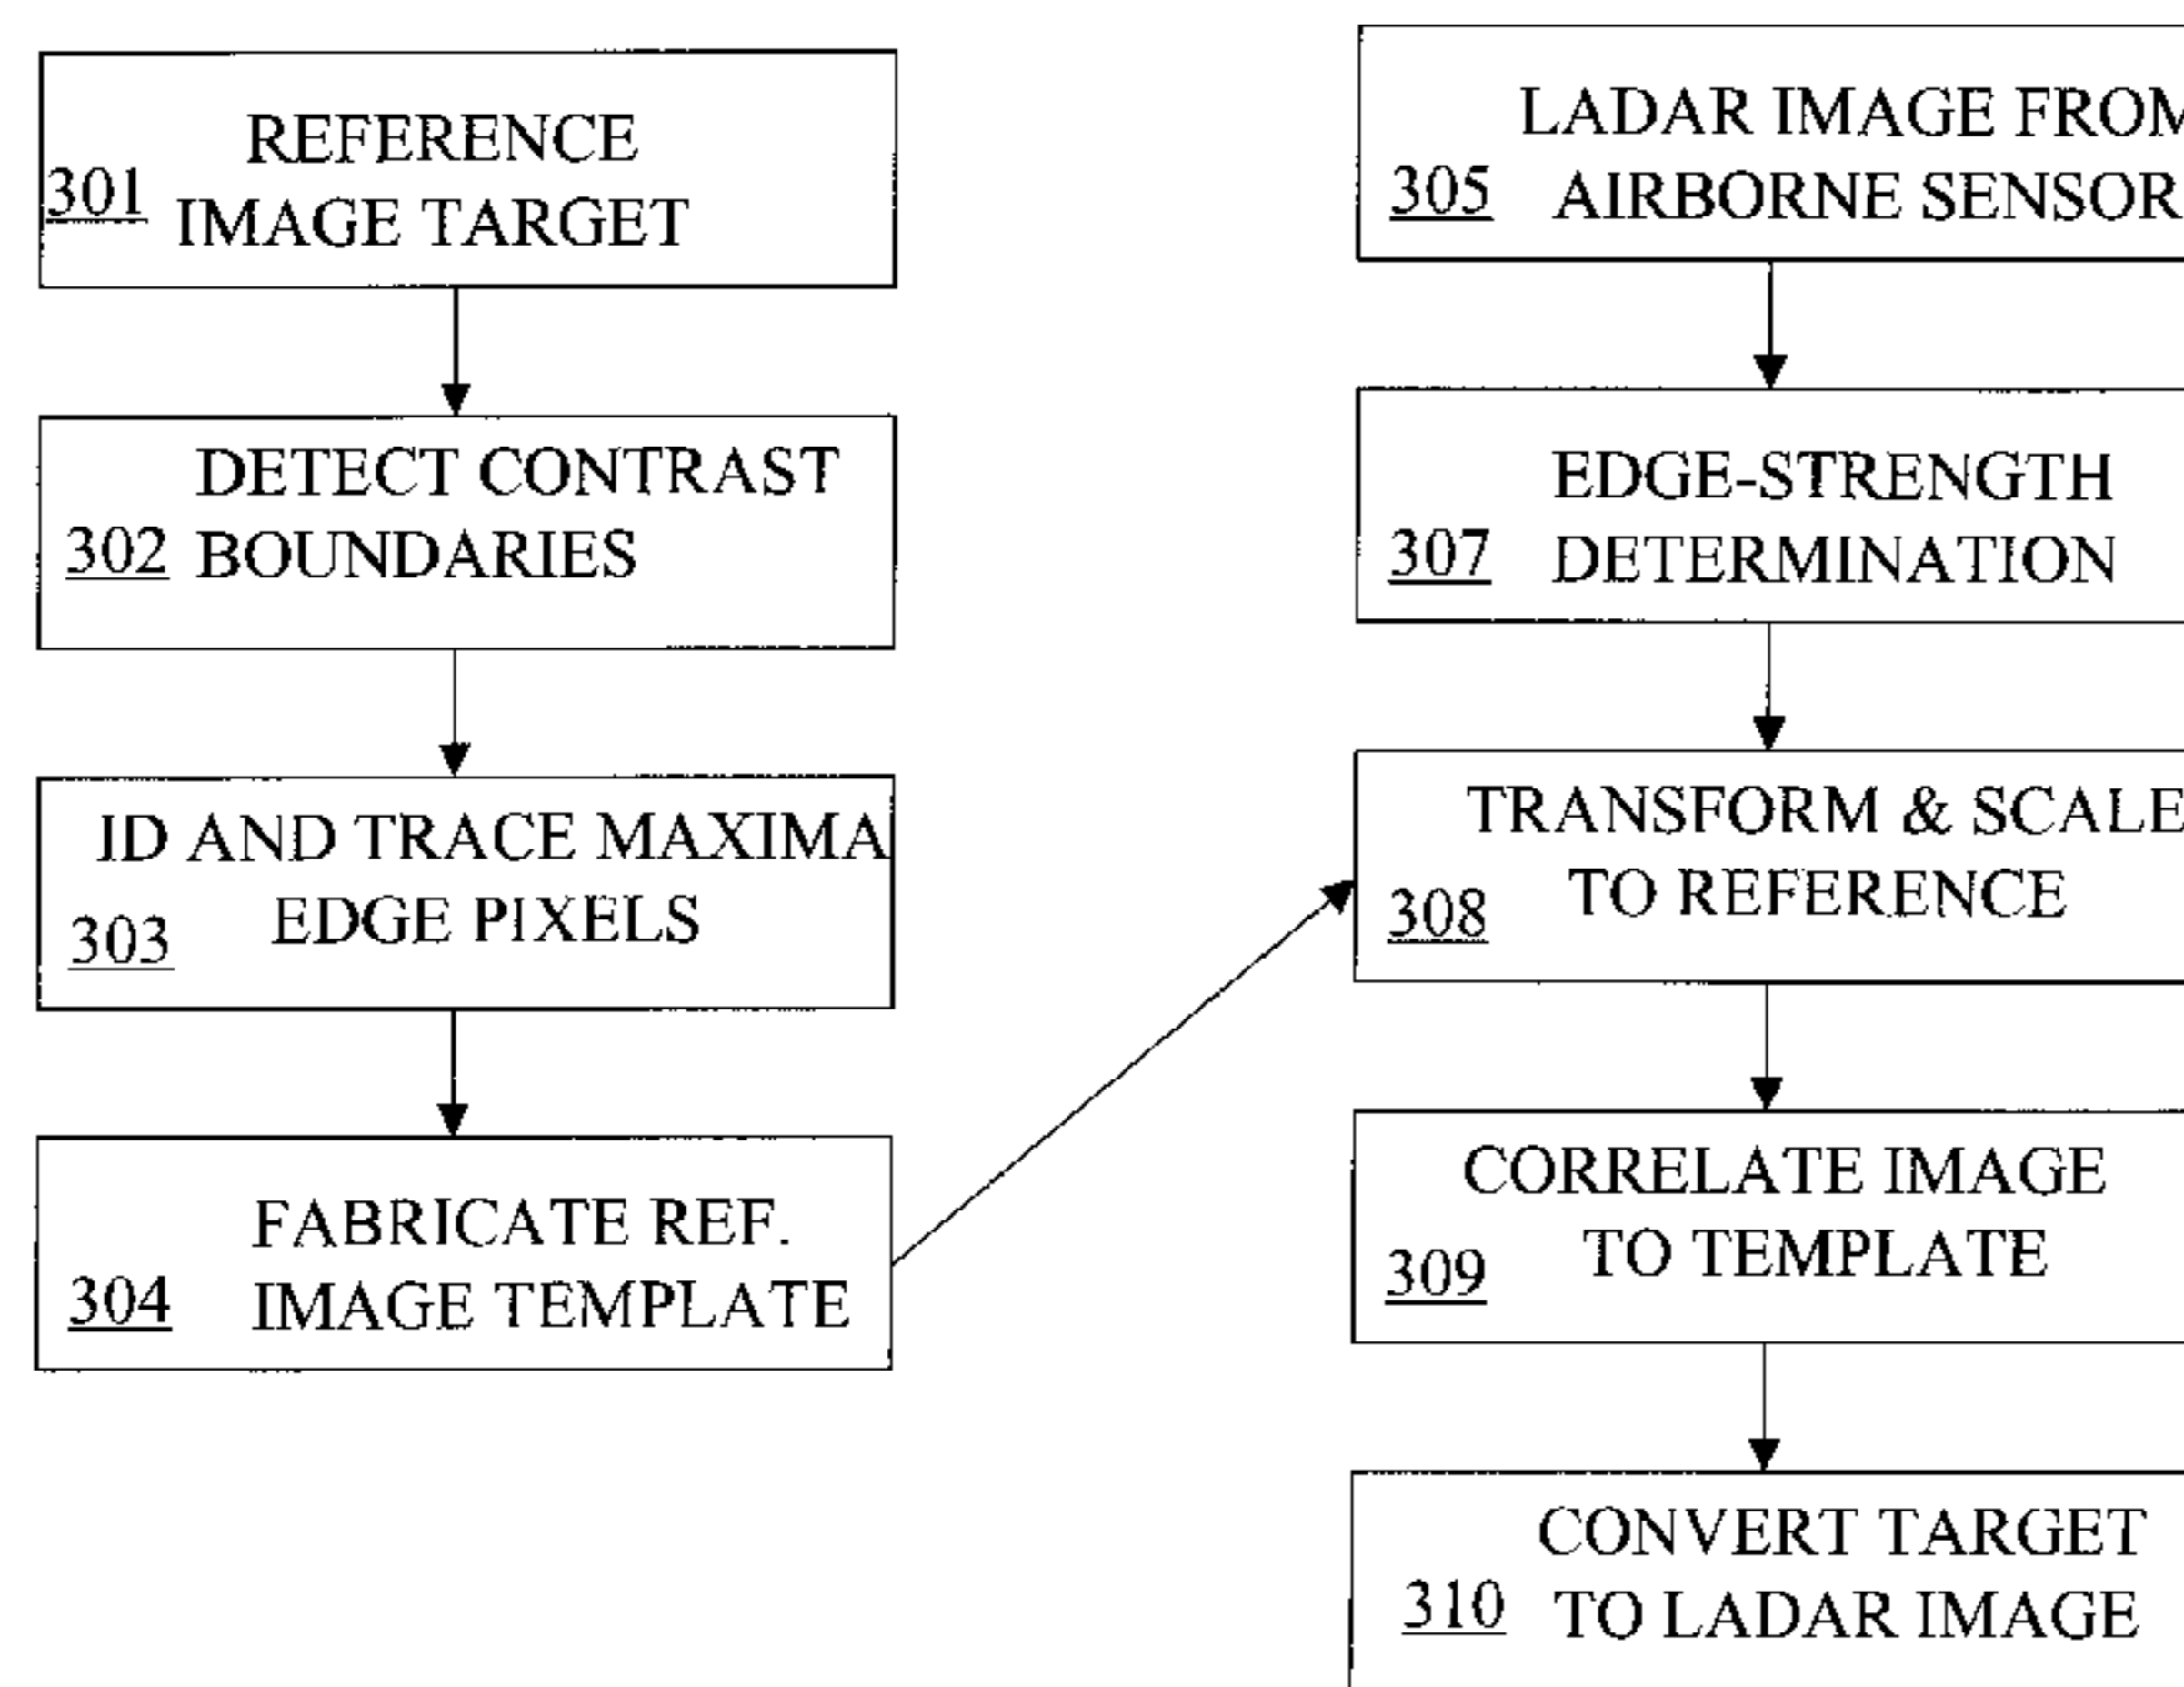 REFERENCE
301 IMAGE TARGET
DETECT CONTRAST
302 BOUNDARIES
ID AND TRACE MAXIMA
303 EDGE PIXELS
FABRICATE REF.
304 IMAGE TEMPLATE
LADAR IMAGE FROM
305 AIRBORNE SENSOR
EDGE-STRENGTH
307 DETERMINATION
TRANSFORM & SCALE
308 TO REFERENCE
CORRELATE IMAGE
309 TO TEMPLATE
CONVERT TARGET
310 TO LADAR IMAGE